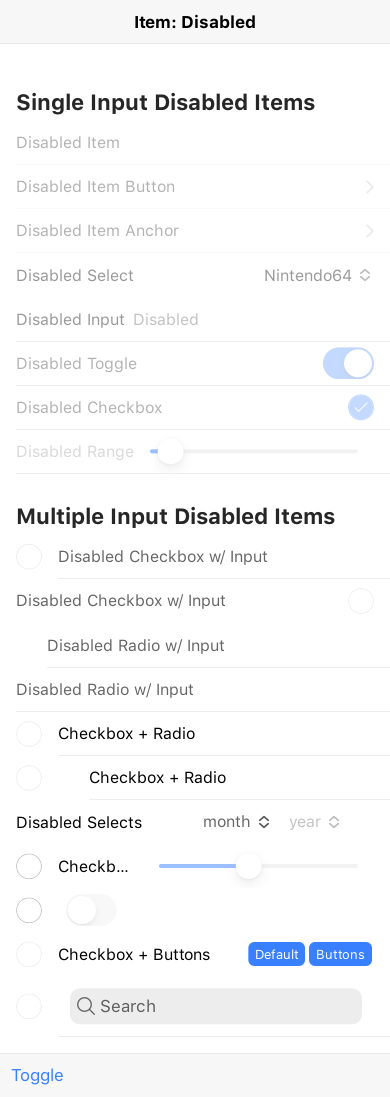 Item: Disabled
Single Input Disabled Items
Disabled Item
Disabled Item Button
Disabled Item Anchor
Disabled Select Nintendo64
Disabled Input Disabled
Disabled Toggle
Disabled Checkbox
Disabled Range
Multiple Input Disabled Items
Disabled Checkbox w/ Input
Disabled Checkbox w/ Input
Disabled Radio w/ Input
Disabled Radio w/ Input
Checkbox + Radio
Checkbox + Radio
Disabled Selects month year
Checkb...
Checkbox + Buttons Default Buttons
Search
Toggle